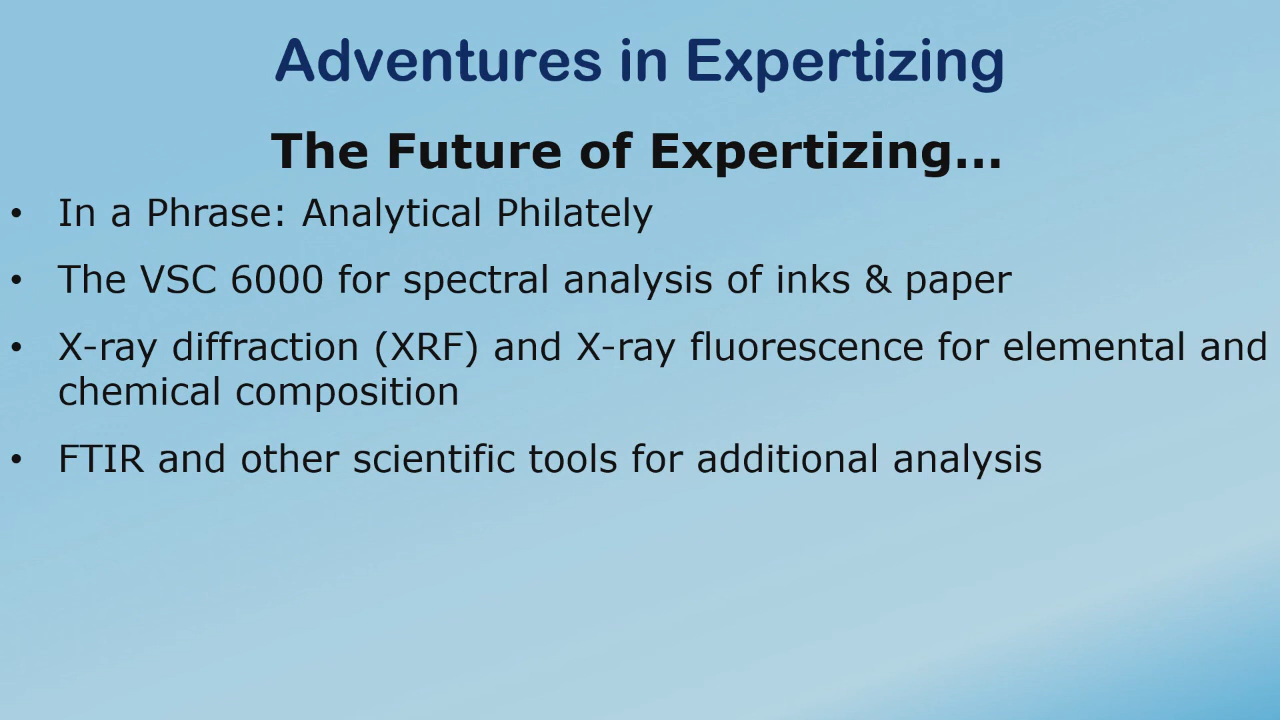 Adventures in Expertizing
The Future of Expertizing...
• In a Phrase: Analytical Philately
• The VSC 6000 for spectral analysis of inks & paper
• X-ray diffraction (XRF) and X-ray fluorescence for elemental and
chemical composition
• FTIR and other scientific tools for additional analysis